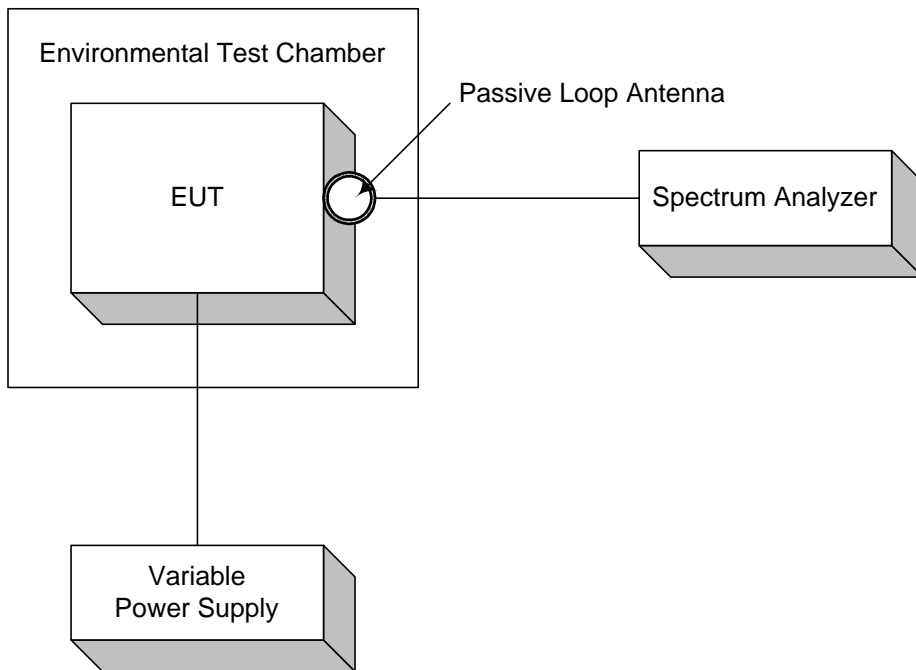 Environmental Test Chamber
Passive Loop Antenna
EUT
Spectrum Analyzer
Variable
Power Supply